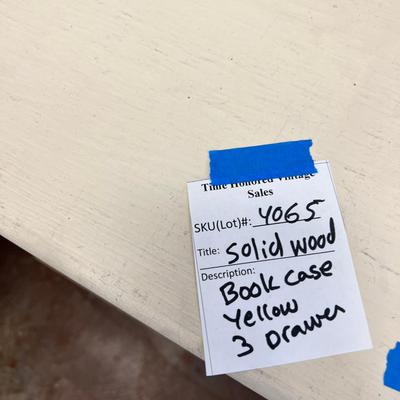 Time Honored Vintage
Sales
SKU(Lot)#: 4065
Title: Solid wood
Description:
Book case
Yellow
3 Drawer